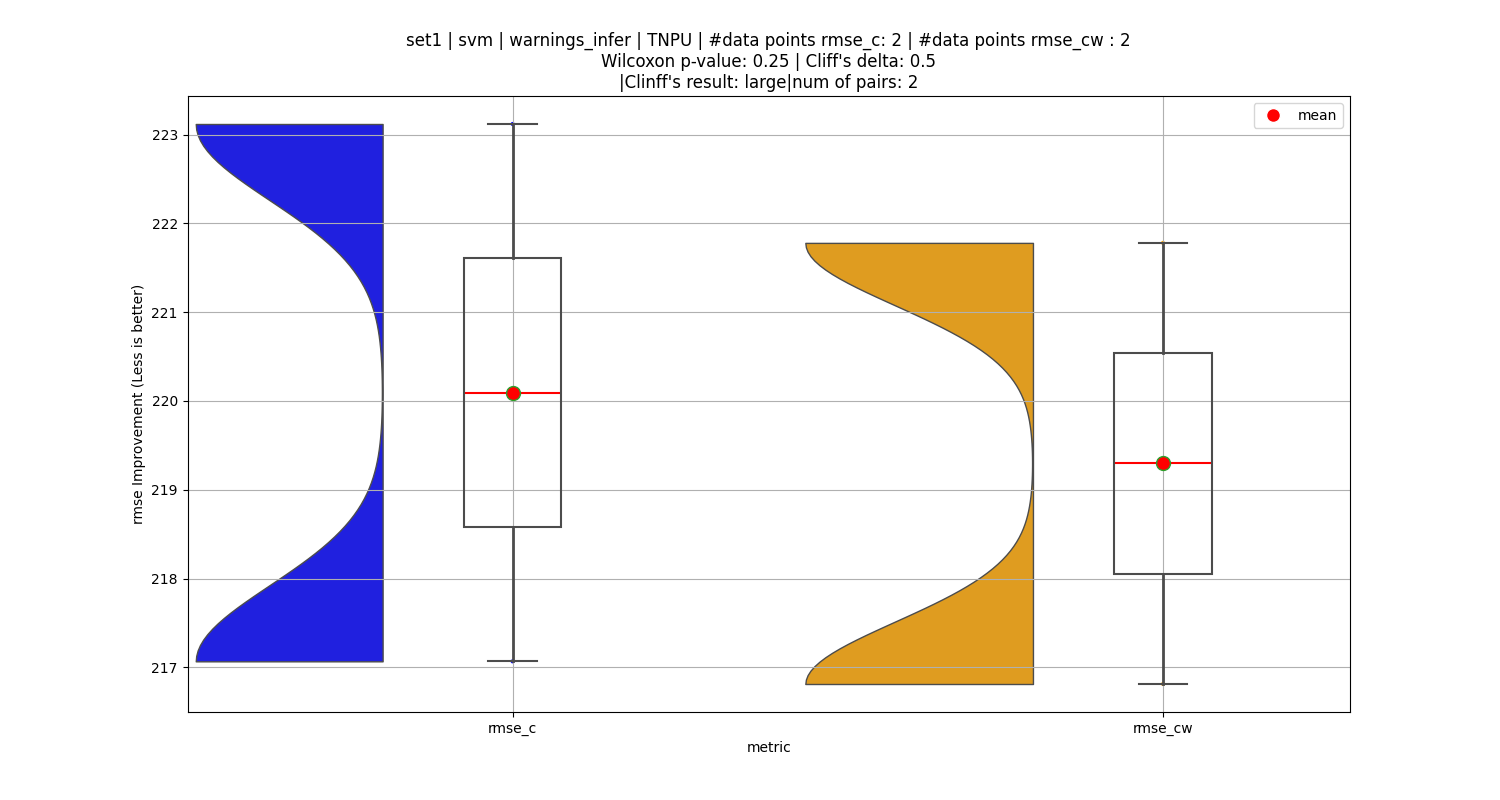 set1 | svm | warnings_infer | TNPU | #data points rmse_c: 2 | #data points rmse_cw : 2
Wilcoxon p-value: 0.25 | Cliff's delta: 0.5
|Clinff's result: large|num of pairs: 2
mean
223
222
221
220
219
218
217
rmse Improvement (Less is better)
rmse_c
rmse_cw
metric